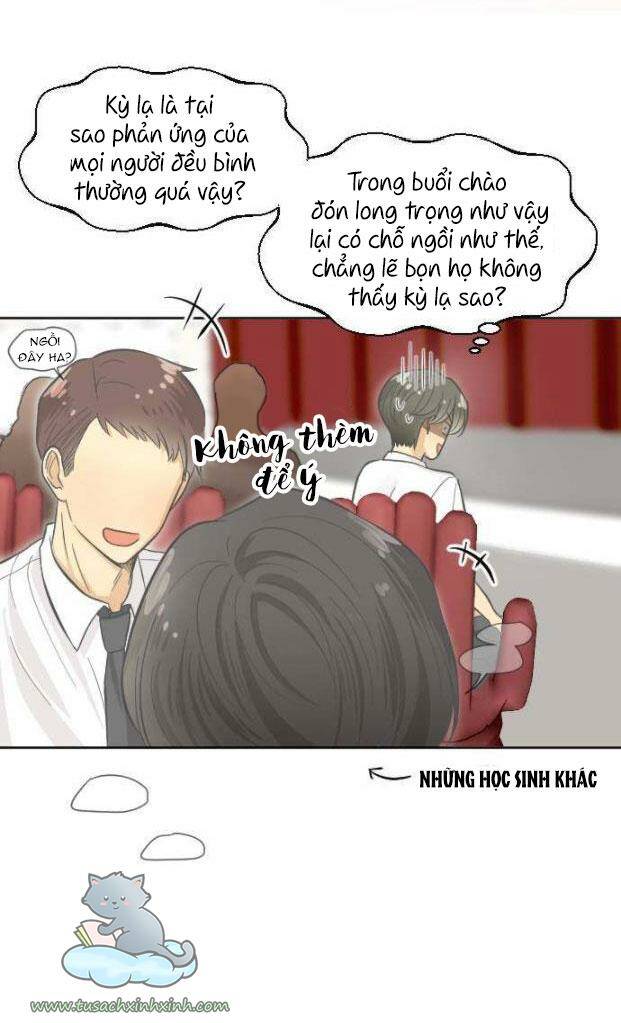 Kỳ lạ là tại
sao phản ứng của
mọi người đều bình
thường quá vậy?
Trong buổi chào
đón long trọng như vậy
lại có chỗ ngồi như thế,
chẳng lẽ bọn họ không
thấy kỳ lạ sao?
NGỒI
ĐÂY HA?
Không thèm
để ý
NHỮNG HỌC SINH KHÁC
www.tusachxinhxinh.com